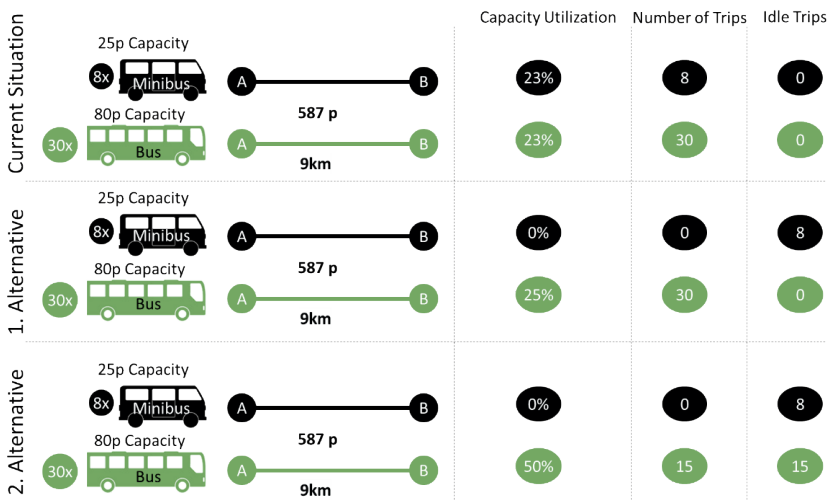 Capacity Utilization Number of Trips Idle Trips
Current Situation
25p Capacity
8x Minibus A B 23% 8 0
587 p
80p Capacity
30x Bus A B 23% 30 0
9km
1. Alternative
25p Capacity
8x Minibus A B 0% 0 8
587 p
80p Capacity
30x Bus A B 25% 30 0
9km
2. Alternative
25p Capacity
8x Minibus A B 0% 0 8
587 p
80p Capacity
30x Bus A B 50% 15 15
9km